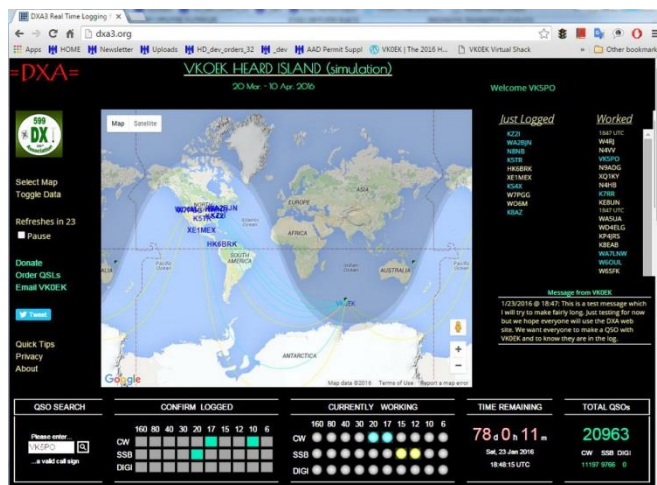 DXA3 Real Time Logging
dxa3.org
Apps HOME Newsletter Uploads HD_dev_orders_32 _dev AAD Permit Suppl VK0EK | The 2016 H... VK0EK Virtual Shack » Other bookmark
=DXA=
VKOEK HEARD ISLAND (simulation)
20 Mar. - 10 Apr. 2016
Welcome VK5PO
599
DX
Association
Select Map
Toggle Data
Refreshes in 23
Pause
Donate
Order QSLs
Email VK0EK
Tweet
Quick Tips
Privacy
About
Map Satellite
ASIA
EUROPE
AFRICA
SOUTH
AMERICA
AUSTRALIA
ANTARCTICA
Pacific
Ocean
Indian
Ocean
K5TR
XE1MEX
HK6BRK
VK0EK
Google
Map data ©2016 Terms of Use Report a map error
Just Logged
KZ2I
WA2BJN
N8NB
K5TR
HK6BRK
XE1MEX
KS4X
W7PGG
WO6M
K8AZ
Worked
1847 UTC
W4RJ
N4VV
VK5PO
N9ADG
XQ1KY
N4HB
K7RR
KE8UN
1847 UTC
WA5UA
WD4ELG
KP4JRS
K8EAB
WA7LNW
W6OUL
W6SFK
Message from VK0EK
1/23/2016 @ 18:47: This is a test message which
I will try to make fairly long. Just testing for now
but we hope everyone will use the DXA web
site. We want everyone to make a QSO with
VK0EK and to know they are in the log.
QSO SEARCH
Please enter...
VK5PO
...a valid call sign
CONFIRM LOGGED
160 80 40 30 20 17 15 12 10 6
CW
SSB
DIGI
CURRENTLY WORKING
160 80 40 30 20 17 15 12 10 6
CW
SSB
DIGI
TIME REMAINING
78 d 0 h 11 m
Sat, 23 Jan 2016
18:48:15 UTC
TOTAL QSOs
20963
CW SSB DIGI
11197 9766 0